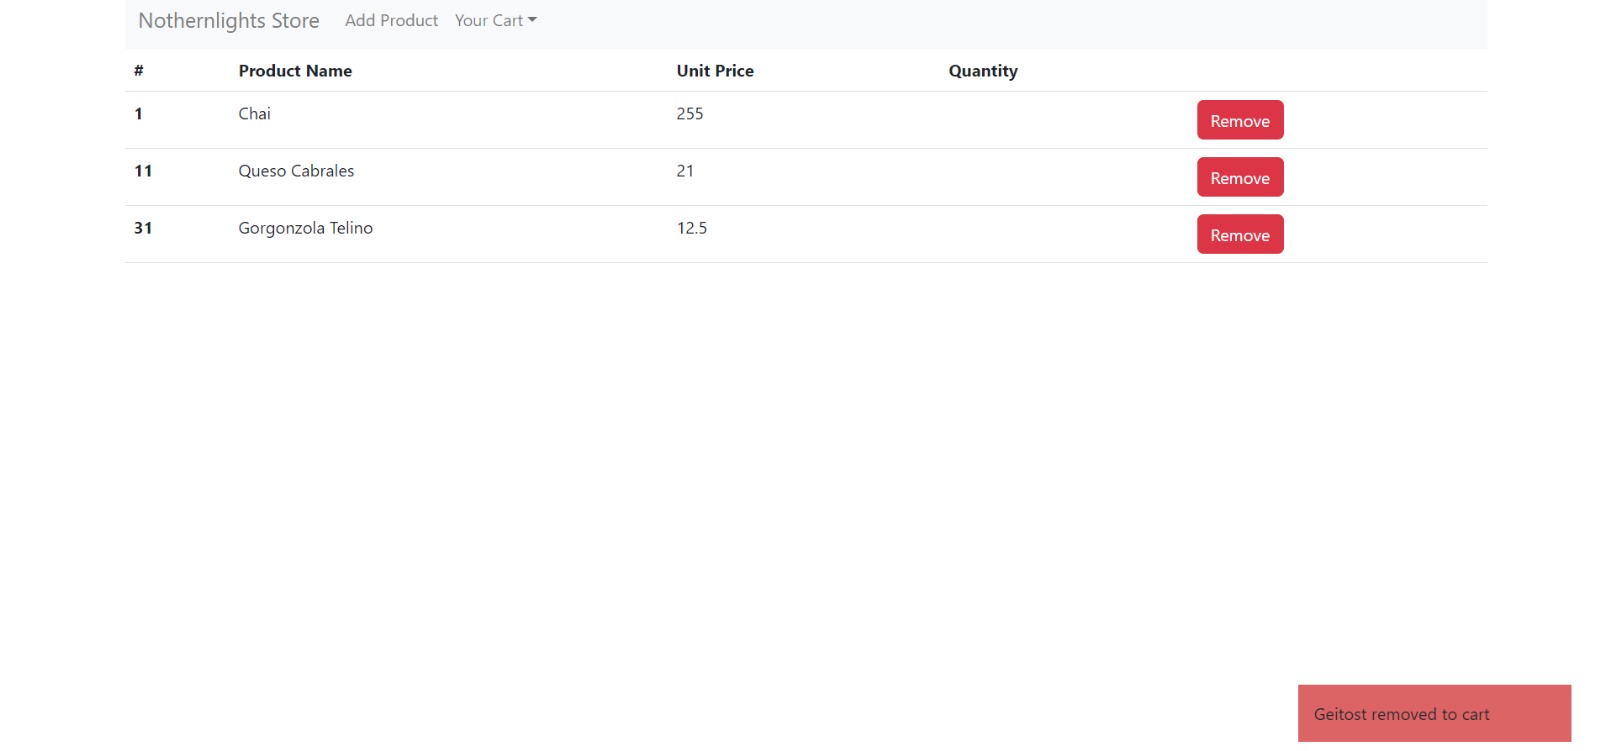 Nothernlights Store Add Product Your Cart
# Product Name Unit Price Quantity
1 Chai 255 Remove
11 Queso Cabrales 21 Remove
31 Gorgonzola Telino 12.5 Remove
Geitost removed to cart